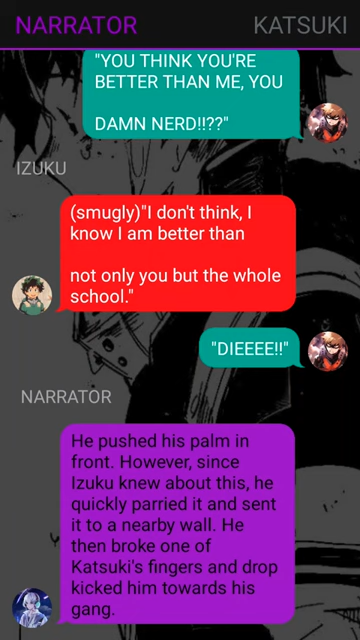 NARRATOR
KATSUKI
"YOU THINK YOU'RE
BETTER THAN ME, YOU
DAMN NERD!!??"
IZUKU
(smugly)"I don't think, I
know I am better than
not only you but the whole
school."
"DIEEEE!!"
NARRATOR
He pushed his palm in
front. However, since
Izuku knew about this, he
quickly parried it and sent
it to a nearby wall. He
then broke one of
Katsuki's fingers and drop
kicked him towards his
gang.